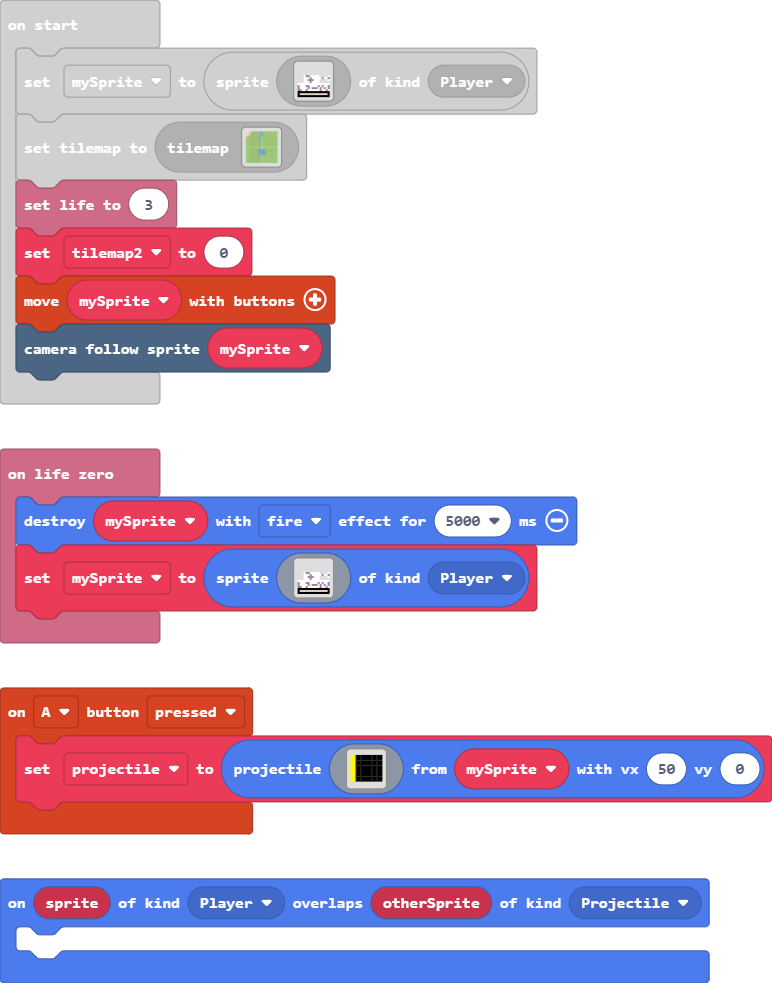 on start
set mySprite to sprite of kind Player
set tilemap to tilemap
set life to 3
set tilemap2 to 0
move mySprite with buttons
camera follow sprite mySprite
on life zero
destroy mySprite with fire effect for 5000 ms
set mySprite to sprite of kind Player
on A button pressed
set projectile to projectile from mySprite with vx 50 vy 0
on sprite of kind Player overlaps otherSprite of kind Projectile